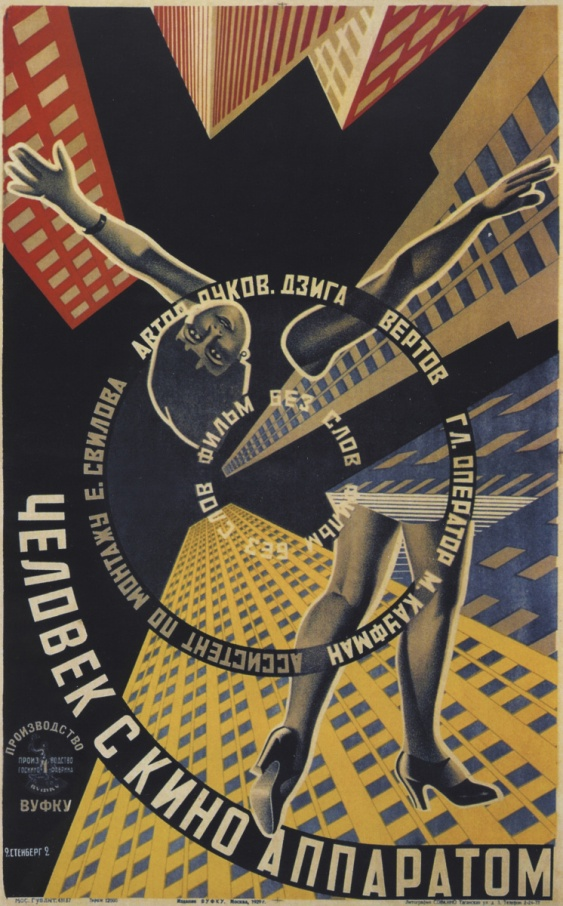 АВТОР ОЧКОВ. ДЗИГА ВЕРТОВ
ГЛ. ОПЕРАТОР М. КАУФМАН
АССИСТЕНТ ПО МОНТАЖУ Е. СВИЛОВА
ФИЛЬМ БЕЗ СЛОВ ФИЛЬМ БЕЗ СЛОВ
ЧЕЛОВЕК С КИНО АППАРАТОМ
ПРОИЗВОДСТВО
ВУФКУ
2 СТЕНБЕРГ 2